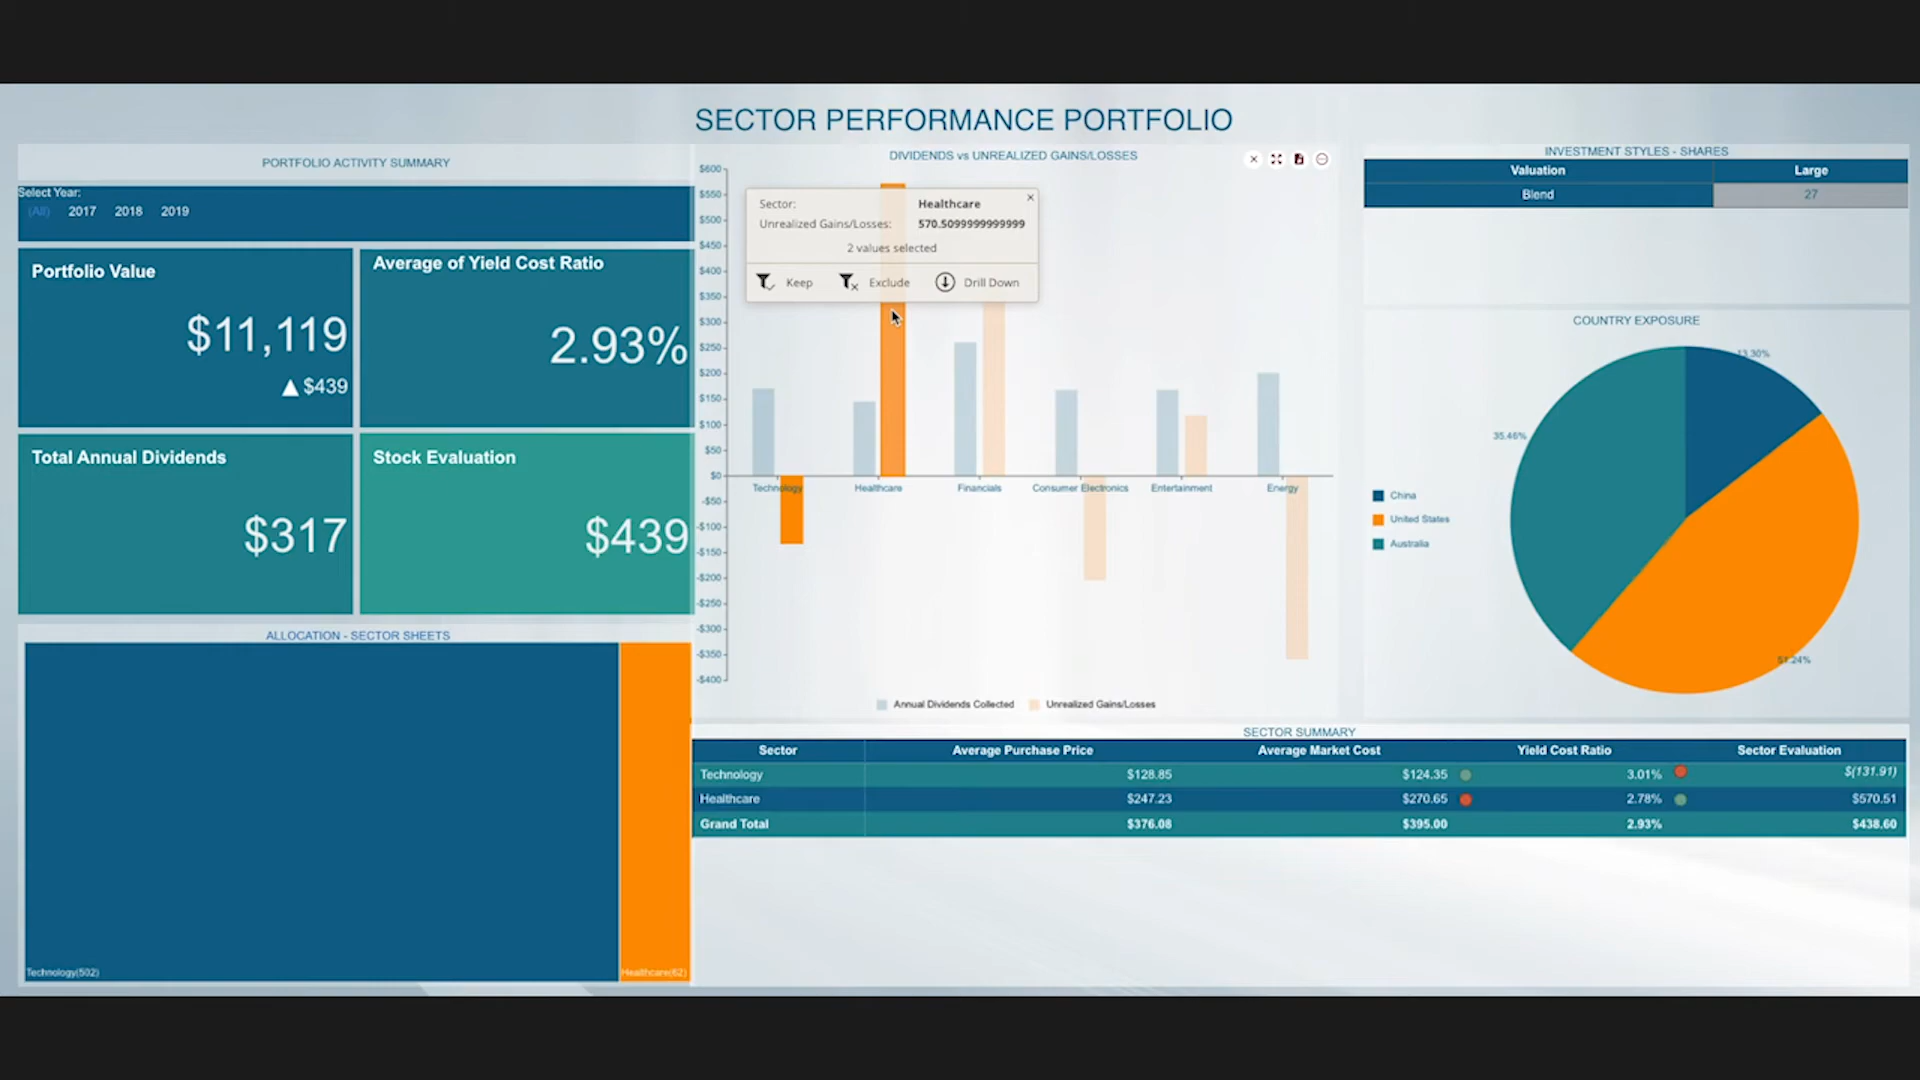 SECTOR PERFORMANCE PORTFOLIO
PORTFOLIO ACTIVITY SUMMARY
Select Year:
(All) 2017 2018 2019
Portfolio Value
$11,119
▲ $439
Average of Yield Cost Ratio
2.93%
Total Annual Dividends
$317
Stock Evaluation
$439
ALLOCATION - SECTOR SHEETS
Technology(502)
Healthcare(62)
DIVIDENDS vs UNREALIZED GAINS/LOSSES
$600
$550
$500
$450
$400
$350
$300
$250
$200
$150
$100
$50
$0
-$50
-$100
-$150
-$200
-$250
-$300
-$350
-$400
Sector: Healthcare
Unrealized Gains/Losses: 570.5099999999999
2 values selected
Keep Exclude Drill Down
Technology Healthcare Financials Consumer Electronics Entertainment Energy
Annual Dividends Collected Unrealized Gains/Losses
INVESTMENT STYLES - SHARES
Valuation Large
Blend 27
COUNTRY EXPOSURE
13.30%
35.46%
51.24%
China
United States
Australia
SECTOR SUMMARY
Sector Average Purchase Price Average Market Cost Yield Cost Ratio Sector Evaluation
Technology $128.85 $124.35 3.01% $(131.91)
Healthcare $247.23 $270.65 2.78% $570.51
Grand Total $376.08 $395.00 2.93% $438.60